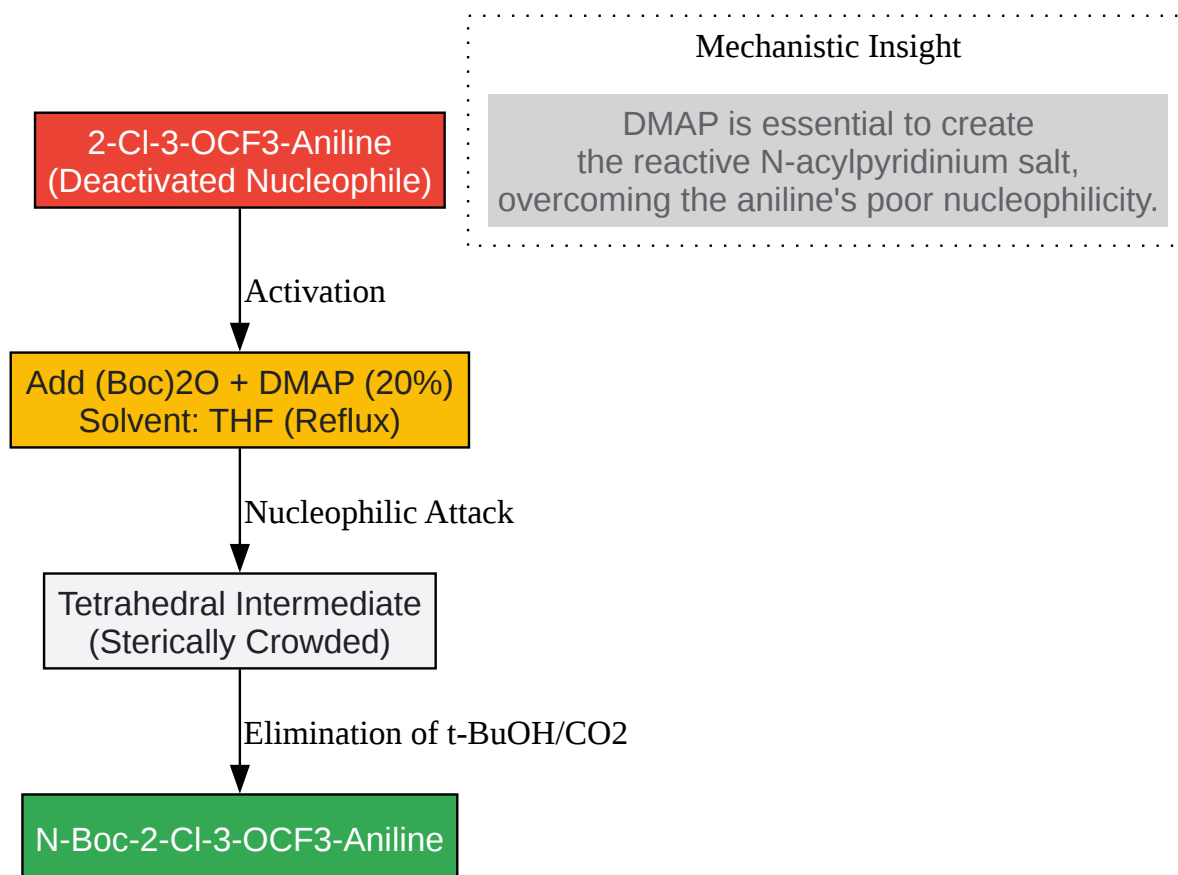 Mechanistic Insight
DMAP is essential to create
the reactive N-acylpyridinium salt,
overcoming the aniline's poor nucleophilicity.
2-Cl-3-OCF3-Aniline
(Deactivated Nucleophile)
Activation
Add (Boc)2O + DMAP (20%)
Solvent: THF (Reflux)
Nucleophilic Attack
Tetrahedral Intermediate
(Sterically Crowded)
Elimination of t-BuOH/CO2
N-Boc-2-Cl-3-OCF3-Aniline